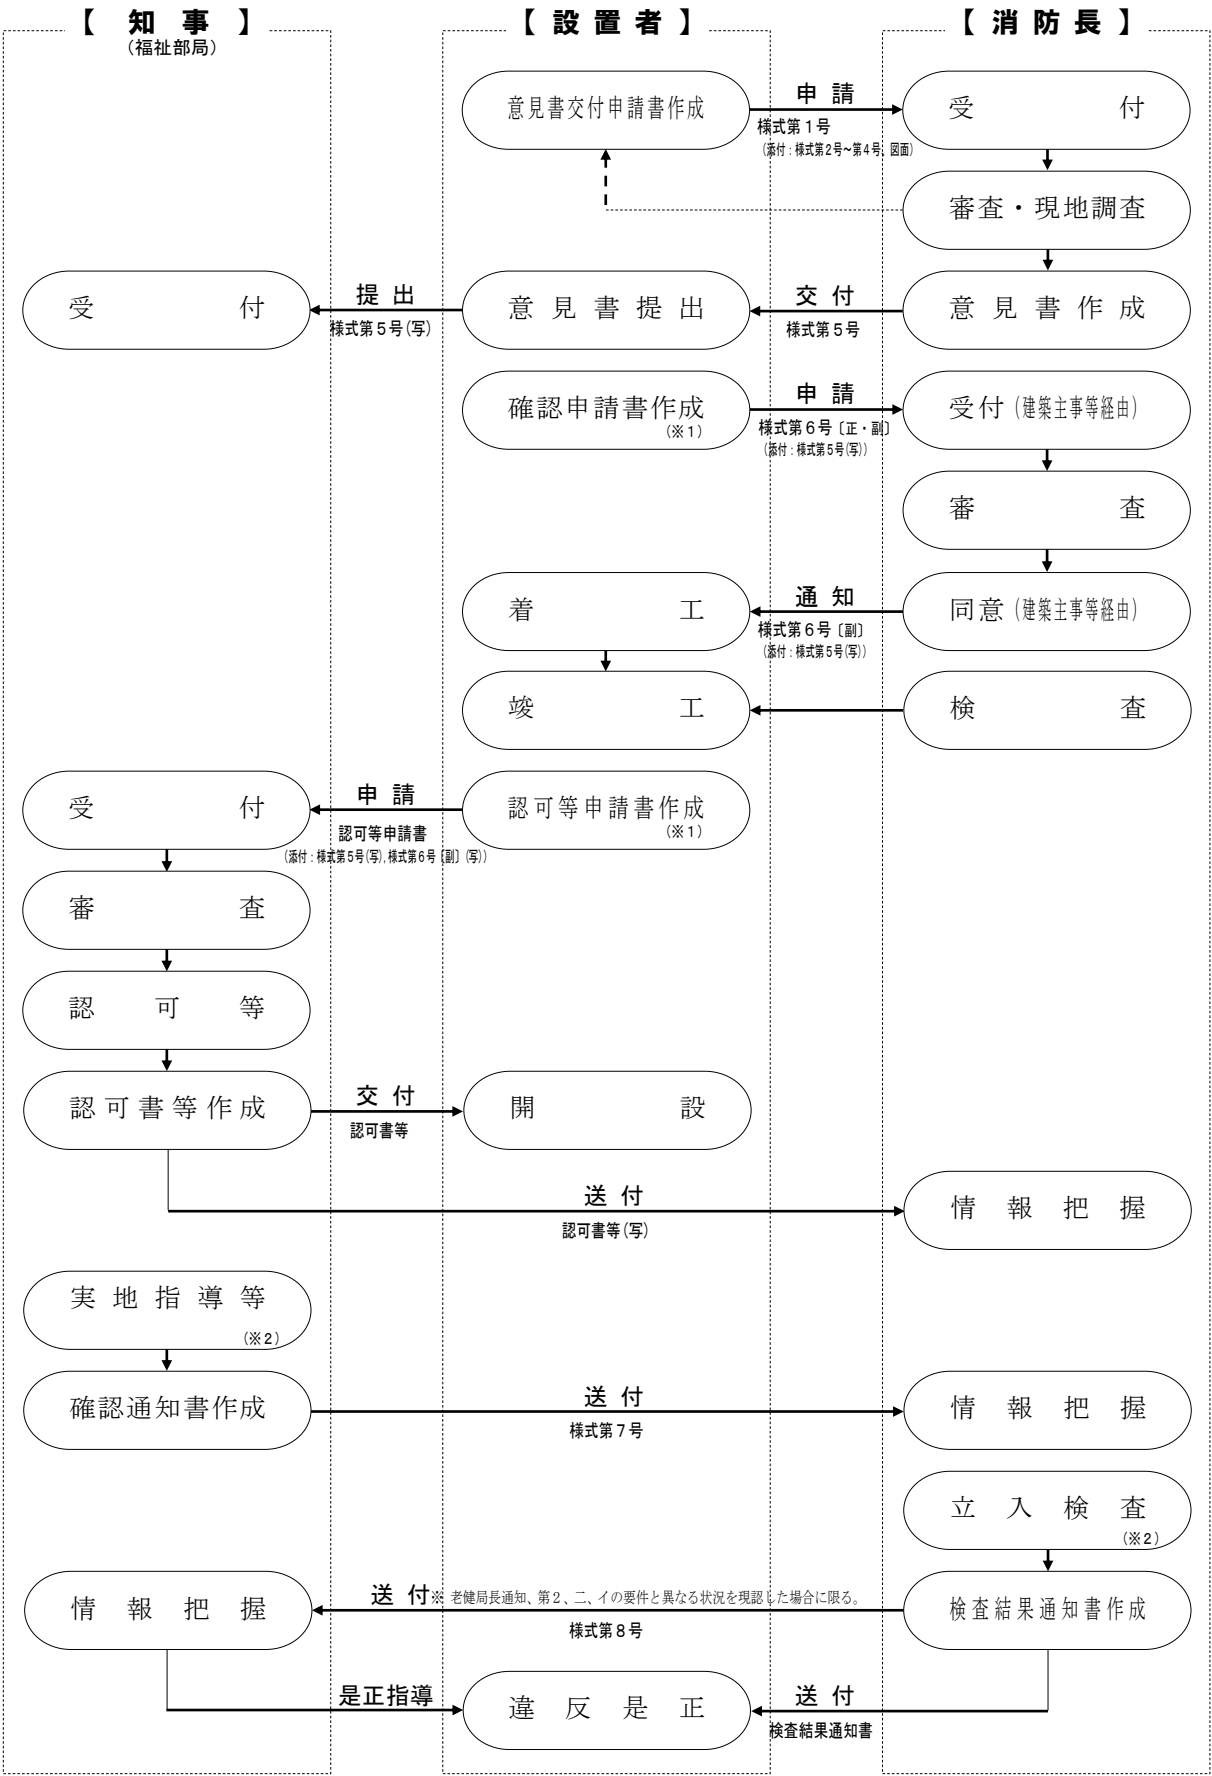 【 知 事 】
(福祉部局)
【 設 置 者 】
【 消 防 長 】
意見書交付申請書作成
申 請
様式第1号
(添付：様式第2号～第4号、図面)
受 付
審査・現地調査
受 付
提 出
様式第5号(写)
意 見 書 提 出
交 付
様式第5号
意 見 書 作 成
確認申請書作成
(※1)
申 請
様式第6号〔正・副〕
(添付：様式第5号(写))
受付(建築主事等経由)
審 査
着 工
通 知
様式第6号〔副〕
(添付：様式第5号(写))
同意(建築主事等経由)
竣 工
検 査
受 付
申 請
認可等申請書
(添付：様式第5号(写),様式第6号〔副〕(写))
認可等申請書作成
(※1)
審 査
認 可 等
認可書等作成
交 付
認可書等
開 設
送 付
認可書等(写)
情 報 把 握
実 地 指 導 等
(※2)
確認通知書作成
送 付
様式第7号
情 報 把 握
立 入 検 査
(※2)
情 報 把 握
送 付※ 老健局長通知、第2、二、イの要件と異なる状況を現認した場合に限る。
様式第8号
検査結果通知書作成
是正指導
違 反 是 正
送 付
検査結果通知書